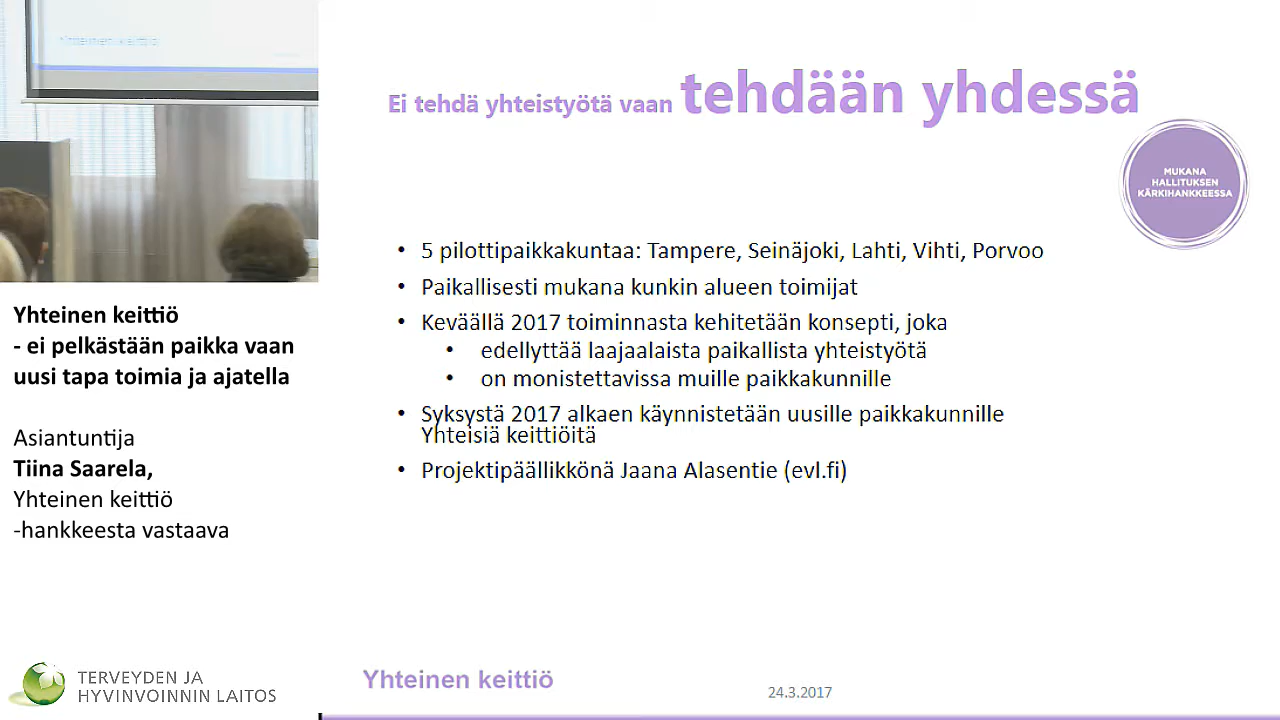 Yhteinen keittiö
Ei tehdä yhteistyötä vaan tehdään yhdessä
MUKANA
HALLITUKSEN
KÄRKIHANKKEESSA
• 5 pilottipaikkakuntaa: Tampere, Seinäjoki, Lahti, Vihti, Porvoo
• Paikallisesti mukana kunkin alueen toimijat
• Keväällä 2017 toiminnasta kehitetään konsepti, joka
• edellyttää laajaalaista paikallista yhteistyötä
• on monistettavissa muille paikkakunnille
• Syksystä 2017 alkaen käynnistetään uusille paikkakunnille
Yhteisiä keittiöitä
• Projektipäällikkönä Jaana Alasentie (evl.fi)
Yhteinen keittiö
- ei pelkästään paikka vaan
uusi tapa toimia ja ajatella
Asiantuntija
Tiina Saarela,
Yhteinen keittiö
-hankkeesta vastaava
TERVEYDEN JA
HYVINVOINNIN LAITOS
Yhteinen keittiö
24.3.2017